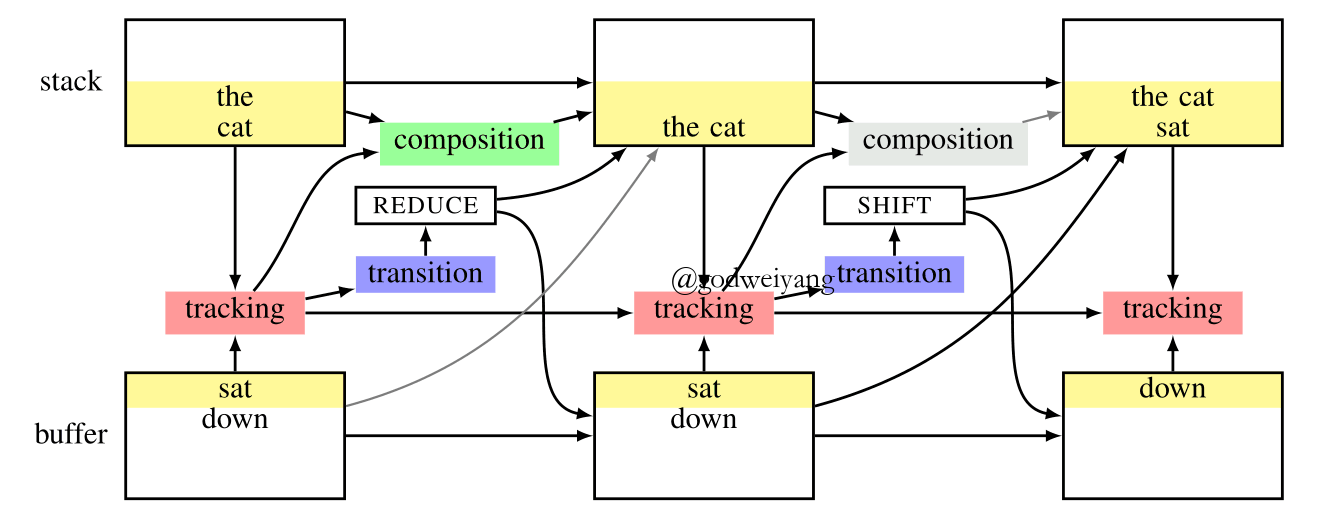 stack
the
cat
composition
the cat
composition
the cat
sat
REDUCE
SHIFT
transition
@godweiyang
transition
tracking
tracking
tracking
buffer
sat
down
sat
down
down